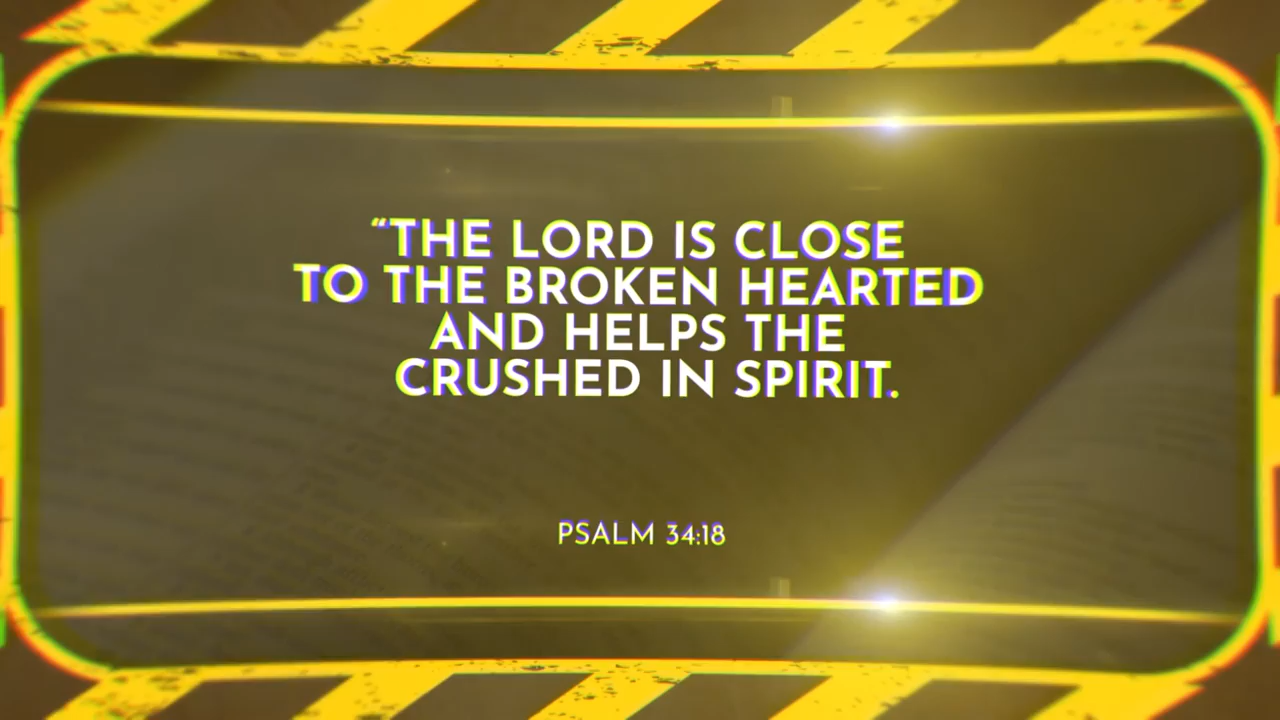 “THE LORD IS CLOSE
TO THE BROKEN HEARTED
AND HELPS THE
CRUSHED IN SPIRIT.
PSALM 34:18